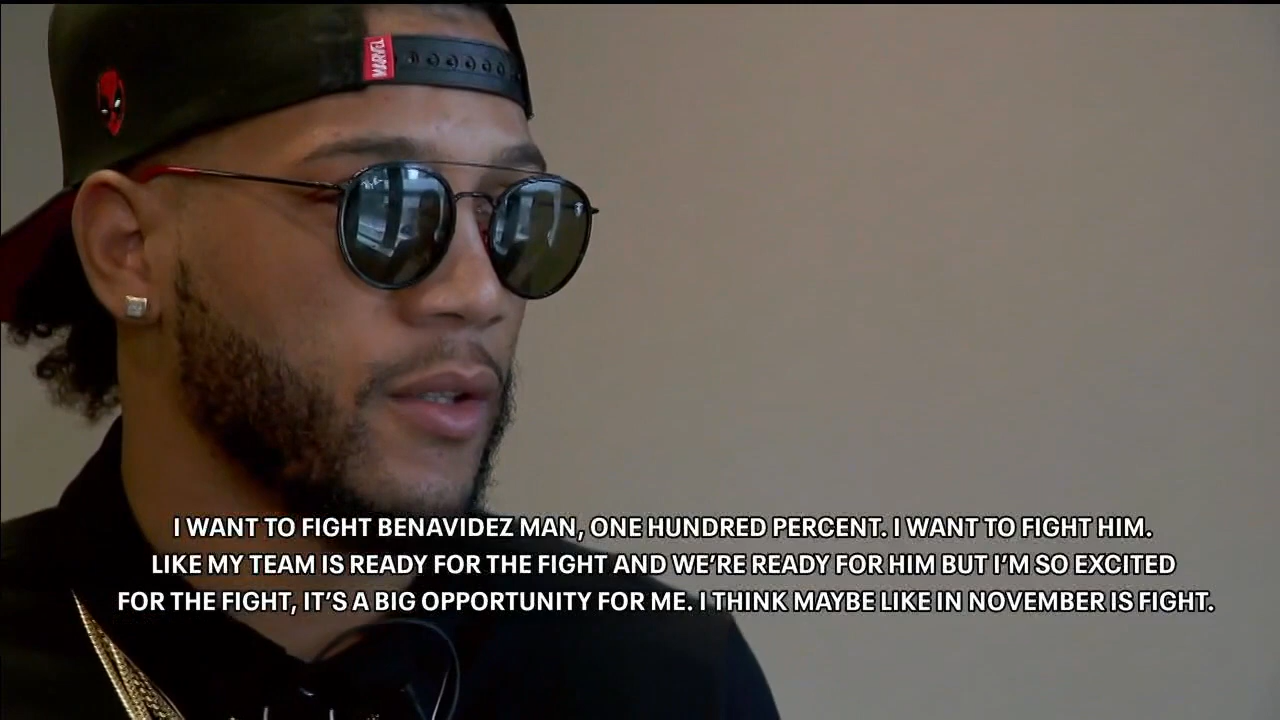 MARVEL
I WANT TO FIGHT BENAVIDEZ MAN, ONE HUNDRED PERCENT. I WANT TO FIGHT HIM.
LIKE MY TEAM IS READY FOR THE FIGHT AND WE'RE READY FOR HIM BUT I'M SO EXCITED
FOR THE FIGHT, IT'S A BIG OPPORTUNITY FOR ME. I THINK MAYBE LIKE IN NOVEMBER IS FIGHT.